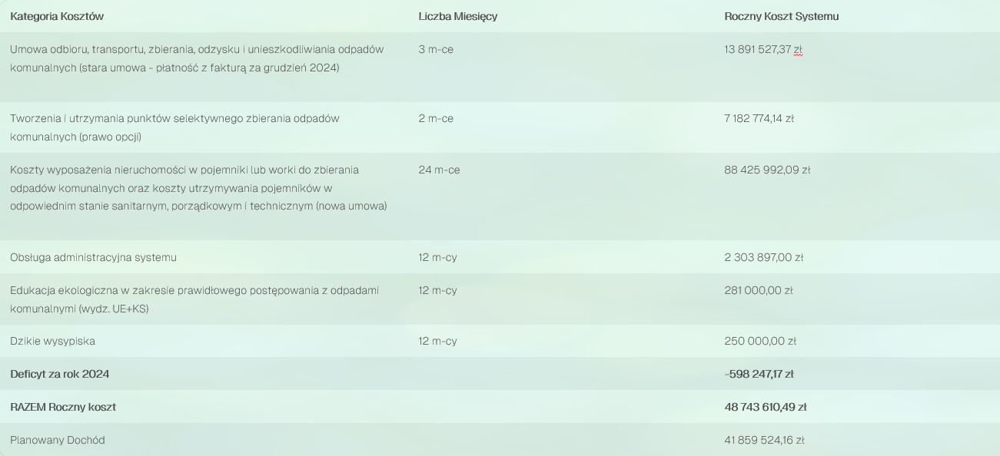 Kategoria Kosztów Liczba Miesięcy Roczny Koszt Systemu
Umowa odbioru, transportu, zbierania, odzysku i unieszkodliwiania odpadów 3 m-ce 13 891 527,37 zł
komunalnych (stara umowa - płatność z fakturą za grudzień 2024)
Tworzenia i utrzymania punktów selektywnego zbierania odpadów 2 m-ce 7 182 774,14 zł
komunalnych (prawo opcji)
Koszty wyposażenia nieruchomości w pojemniki lub worki do zbierania 24 m-ce 88 425 992,09 zł
odpadów komunalnych oraz koszty utrzymywania pojemników w
odpowiednim stanie sanitarnym, porządkowym i technicznym (nowa umowa)
Obsługa administracyjna systemu 12 m-cy 2 303 897,00 zł
Edukacja ekologiczna w zakresie prawidłowego postępowania z odpadami 12 m-cy 281 000,00 zł
komunalnymi (wydz. UE+KS)
Dzikie wysypiska 12 m-cy 250 000,00 zł
Deficyt za rok 2024 -598 247,17 zł
RAZEM Roczny koszt 48 743 610,49 zł
Planowany Dochód 41 859 524,16 zł